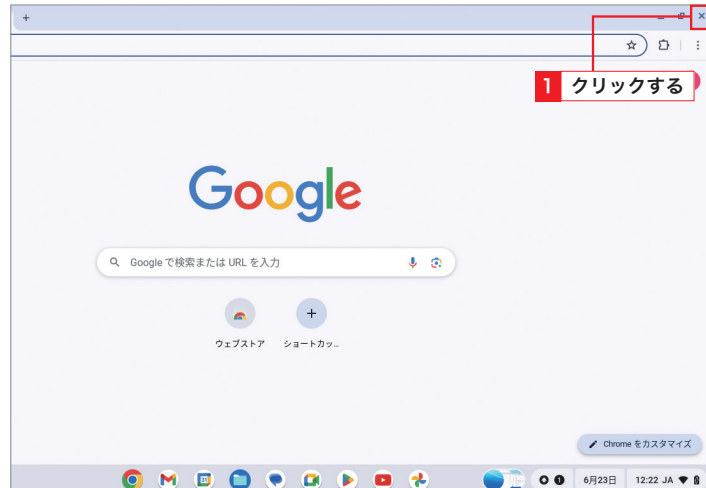 1 クリックする
Google
Google で検索または URL を入力
ウェブストア
ショートカッ...
Chrome をカスタマイズ
31
1
6月23日
12:22 JA